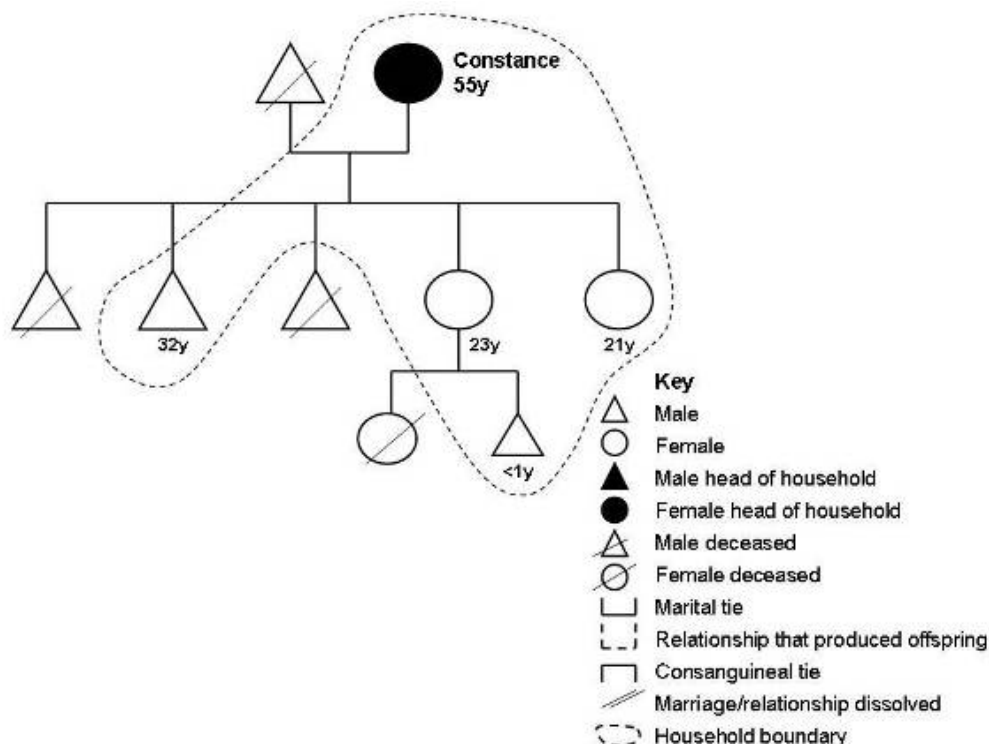 Constance
55y
32y
23y
21y
<1y
Key
Male
Female
Male head of household
Female head of household
Male deceased
Female deceased
Marital tie
Relationship that produced offspring
Consanguineal tie
Marriage/relationship dissolved
Household boundary